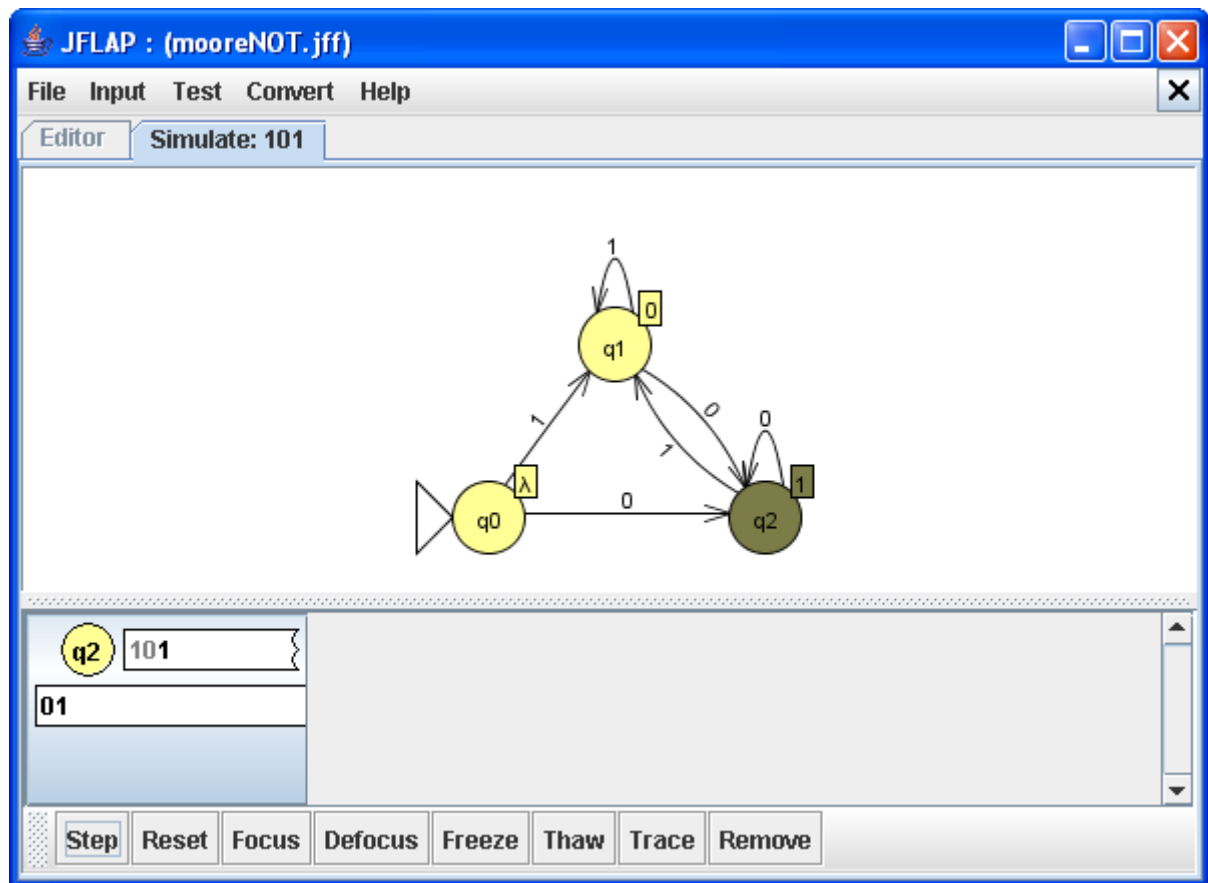 JFLAP : (mooreNOT.jff)
File Input Test Convert Help
Editor Simulate: 101
1
0
q1
1
0
1
0
λ
1
q0
0
q2
q2 101
01
Step Reset Focus Defocus Freeze Thaw Trace Remove